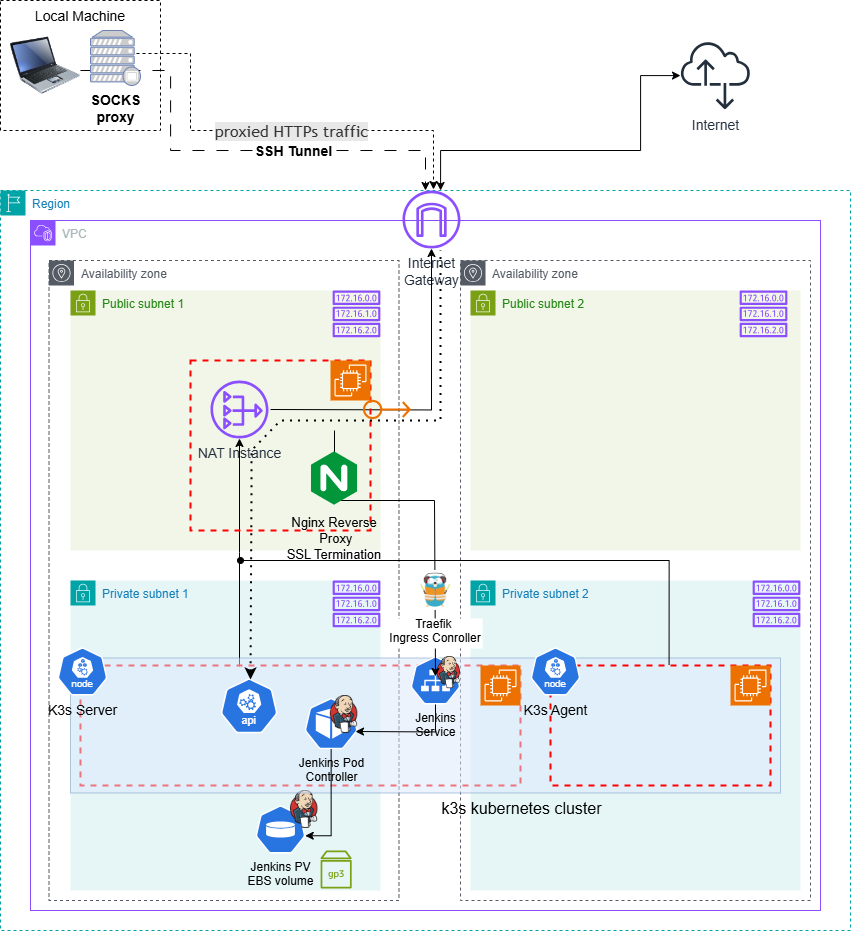 Local Machine
SOCKS
proxy
proxied HTTPs traffic
SSH Tunnel
Internet
Region
VPC
Internet
Gateway
Availability zone
Availability zone
Public subnet 1
172.16.0.0
172.16.1.0
172.16.2.0
Public subnet 2
172.16.0.0
172.16.1.0
172.16.2.0
NAT Instance
N
Nginx Reverse
Proxy
SSL Termination
Private subnet 1
172.16.0.0
172.16.1.0
172.16.2.0
Private subnet 2
172.16.0.0
172.16.1.0
172.16.2.0
Traefik
Ingress Conroller
node
K3s Server
api
Jenkins
Service
node
K3s Agent
Jenkins Pod
Controller
k3s kubernetes cluster
Jenkins PV
EBS volume
gp3